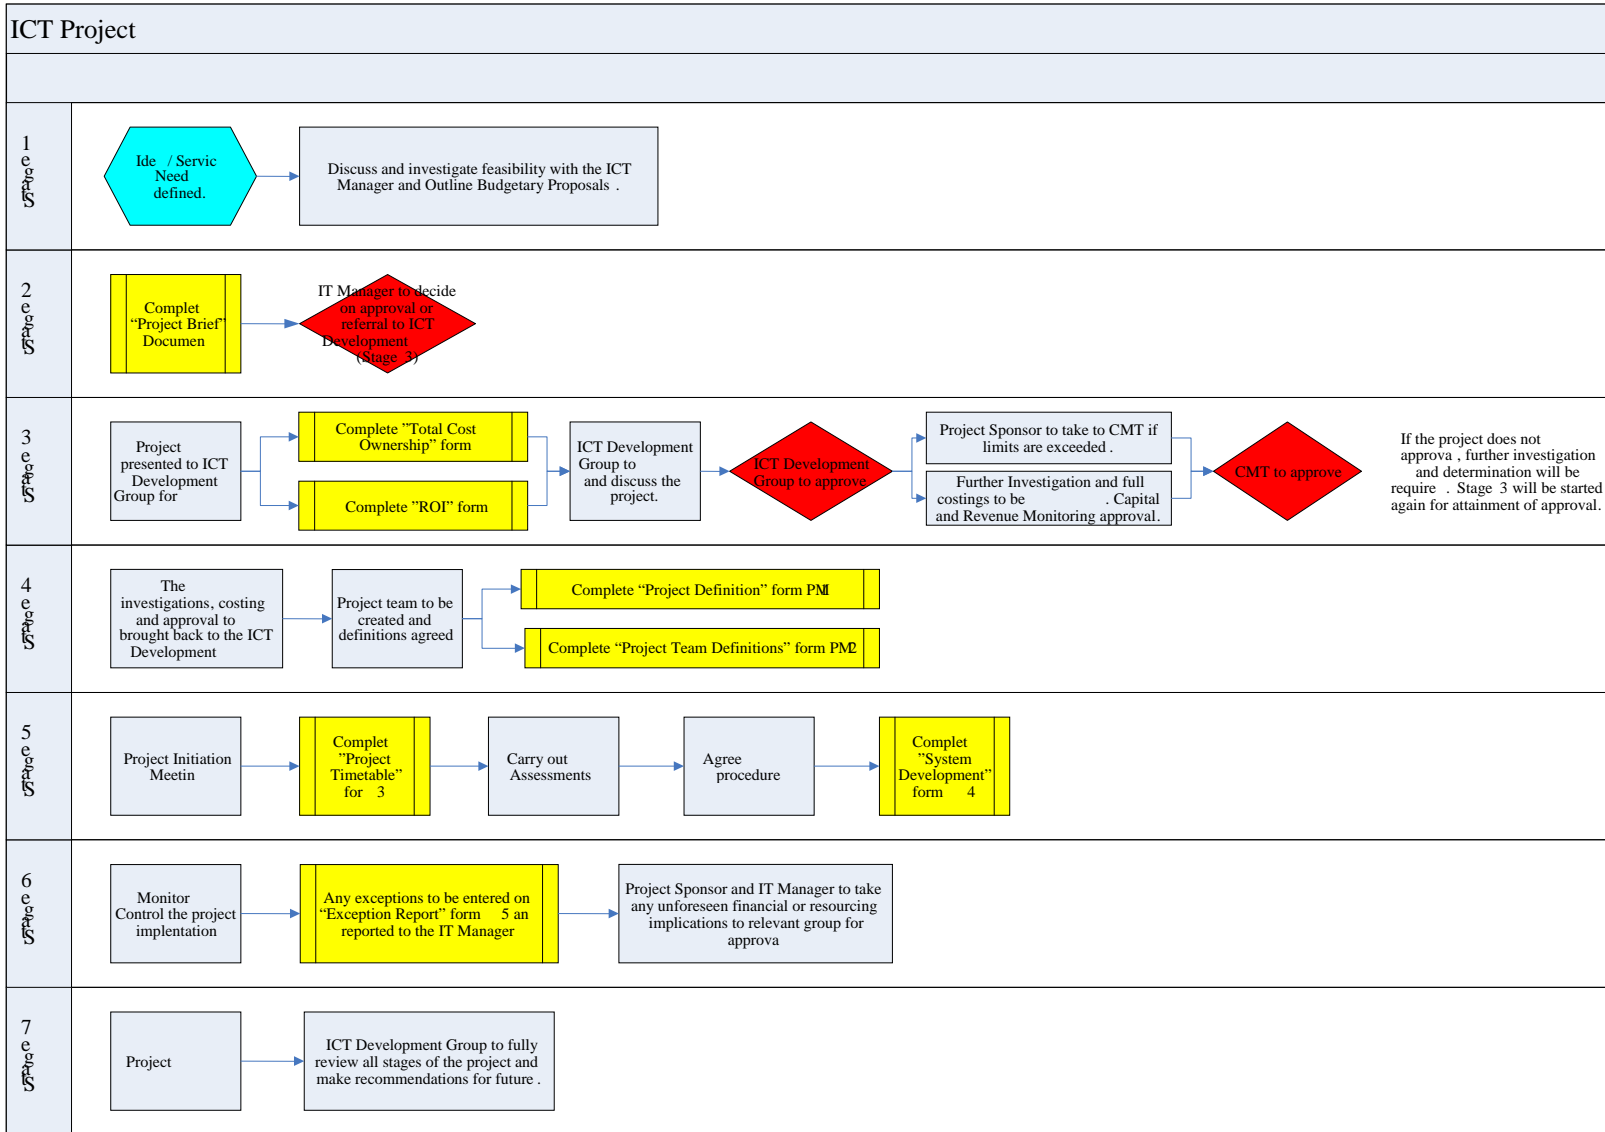 ICT Project
Stage 1
Ide / Servic
Need
defined.
Discuss and investigate feasibility with the ICT
Manager and Outline Budgetary Proposals .
Stage 2
Complet
“Project Brief”
Documen
IT Manager to decide
on approval or
referral to ICT
Development
(Stage 3)
Stage 3
Project
presented to ICT
Development
Group for
Complete ”Total Cost
Ownership” form
Complete ”ROI” form
ICT Development
Group to
and discuss the
project.
ICT Development
Group to approve
Project Sponsor to take to CMT if
limits are exceeded .
Further Investigation and full
costings to be . Capital
and Revenue Monitoring approval.
CMT to approve
If the project does not
approva , further investigation
and determination will be
require . Stage 3 will be started
again for attainment of approval.
Stage 4
The
investigations, costing
and approval to
brought back to the ICT
Development
Project team to be
created and
definitions agreed
Complete “Project Definition” form PM1
Complete “Project Team Definitions” form PM2
Stage 5
Project Initiation
Meetin
Complet
”Project
Timetable”
for 3
Carry out
Assessments
Agree
procedure
Complet
”System
Development”
form 4
Stage 6
Monitor
Control the project
implentation
Any exceptions to be entered on
“Exception Report” form 5 an
reported to the IT Manager
Project Sponsor and IT Manager to take
any unforeseen financial or resourcing
implications to relevant group for
approva
Stage 7
Project
ICT Development Group to fully
review all stages of the project and
make recommendations for future .